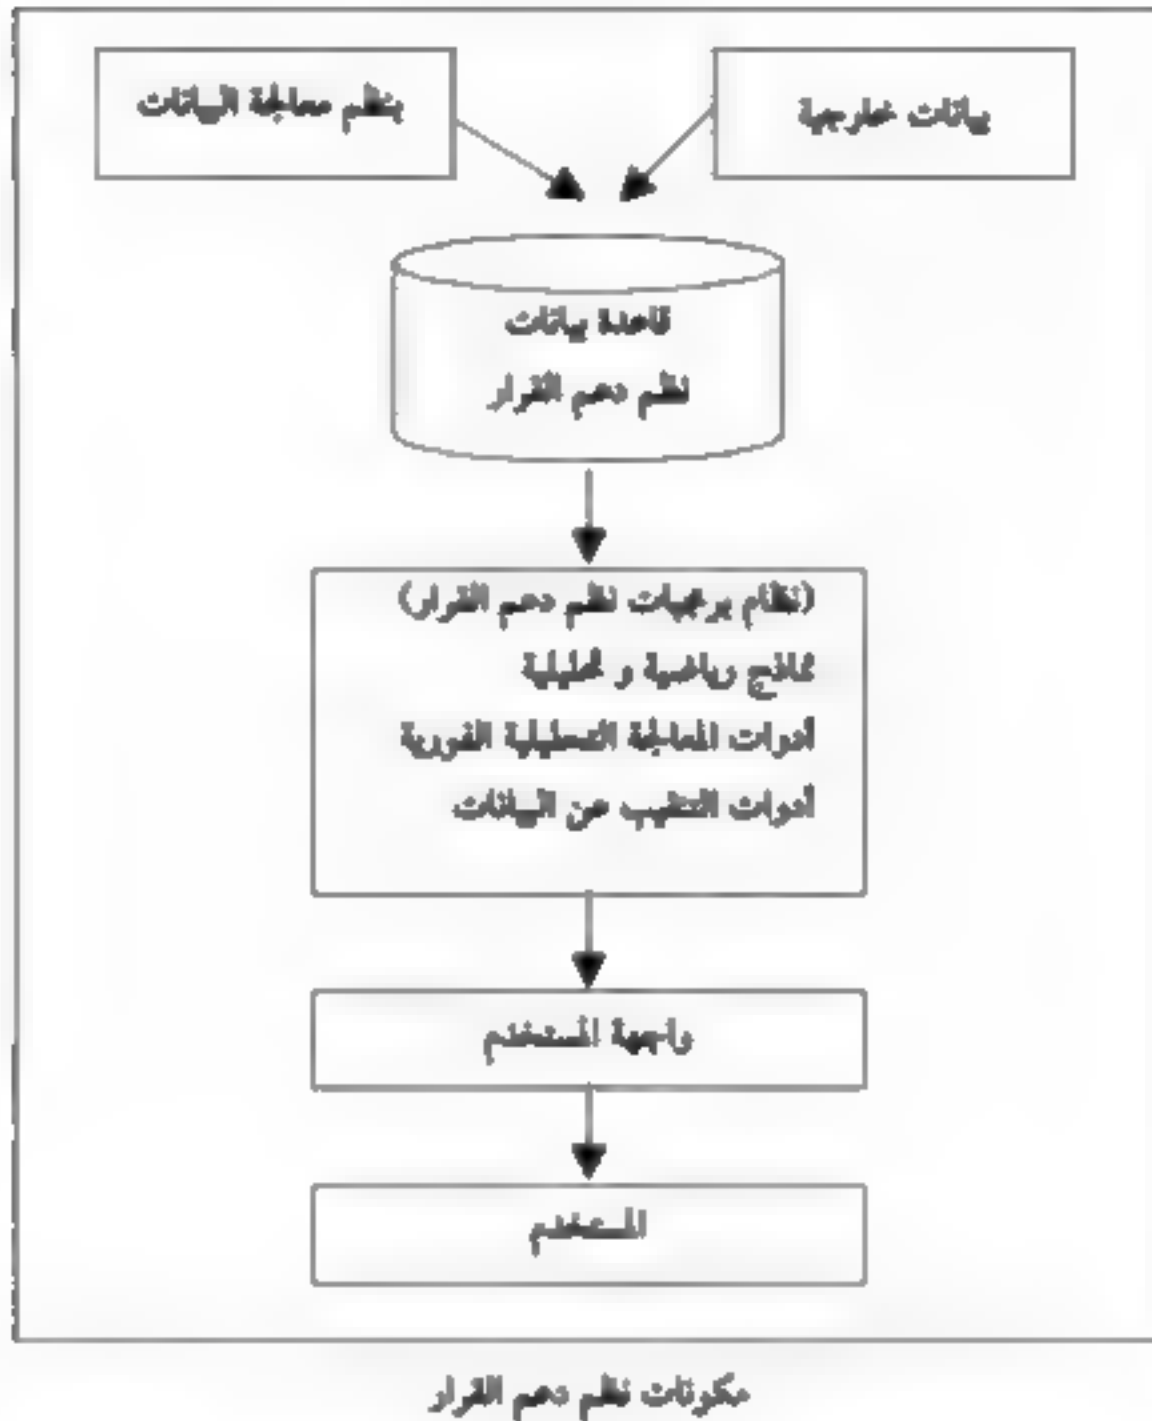 بيانات خارجية
بنظم معالجة البيانات
قاعدة بيانات
نظم دعم القرار
(نظام برمجيات نظم دعم القرار)
نماذج رياضية و تحليلية
أدوات المعالجة التحليلية الفورية
أدوات التنقيب عن البيانات
واجهة المستخدم
المستخدم
مكونات نظم دعم القرار